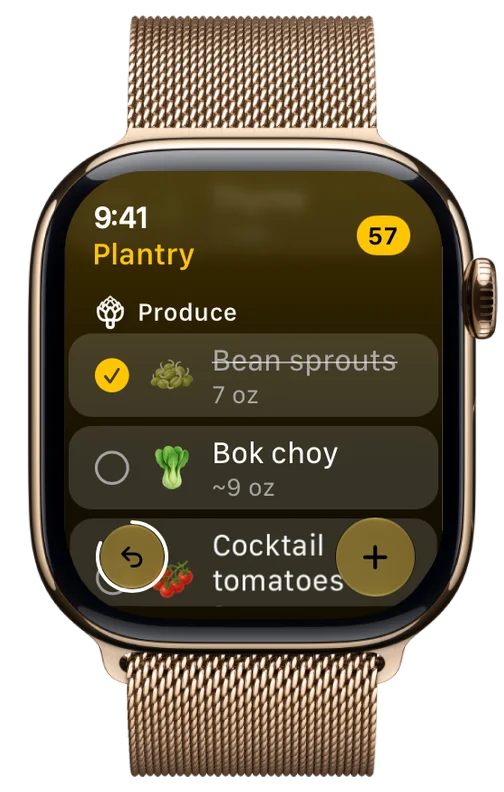 9:41
57
Plantry
Produce
Bean sprouts
7 oz
Bok choy
~9 oz
Cocktail
tomatoes